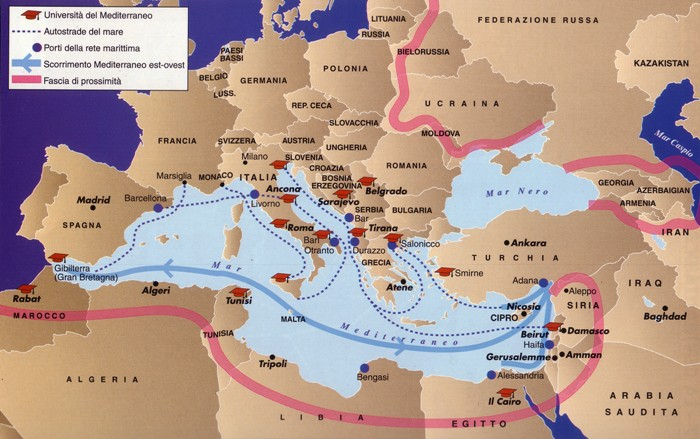 Università del Mediterraneo
Autostrade del mare
Porti della rete marittima
Scorrimento Mediterraneo est-ovest
Fascia di prossimità
LITUANIA
RUSSIA
FEDERAZIONE RUSSA
PAESI
BASSI
BIELORUSSIA
KAZAKISTAN
POLONIA
BELGIO
GERMANIA
LUSS.
UCRAINA
REP. CECA
SLOVACCHIA
MOLDOVA
Mar Caspio
FRANCIA
SVIZZERA
AUSTRIA
UNGHERIA
Milano
SLOVENIA
CROAZIA
ROMANIA
Marsiglia
MONACO
ITALIA
BOSNIA
ERZEGOVINA
Belgrado
GEORGIA
AZERBAIGIAN
ARMENIA
Madrid
Barcellona
Livorno
Ancona
Sarajevo
SERBIA
BULGARIA
Mar Nero
SPAGNA
Bar
Roma
Bari
Otranto
Tirana
Durazzo
Salonicco
Ankara
IRAN
TURCHIA
GRECIA
Gibilterra
(Gran Bretagna)
Mar
Smirne
Adana
Aleppo
IRAQ
Rabat
Algeri
Tunisi
Atene
Nicosia
SIRIA
Baghdad
MAROCCO
MALTA
CIPRO
TUNISIA
Mediterraneo
Beirut
Damasco
Haifa
Tripoli
Gerusalemme
Amman
ALGERIA
Bengasi
Alessandria
Il Cairo
ARABIA
SAUDITA
LIBIA
EGITTO